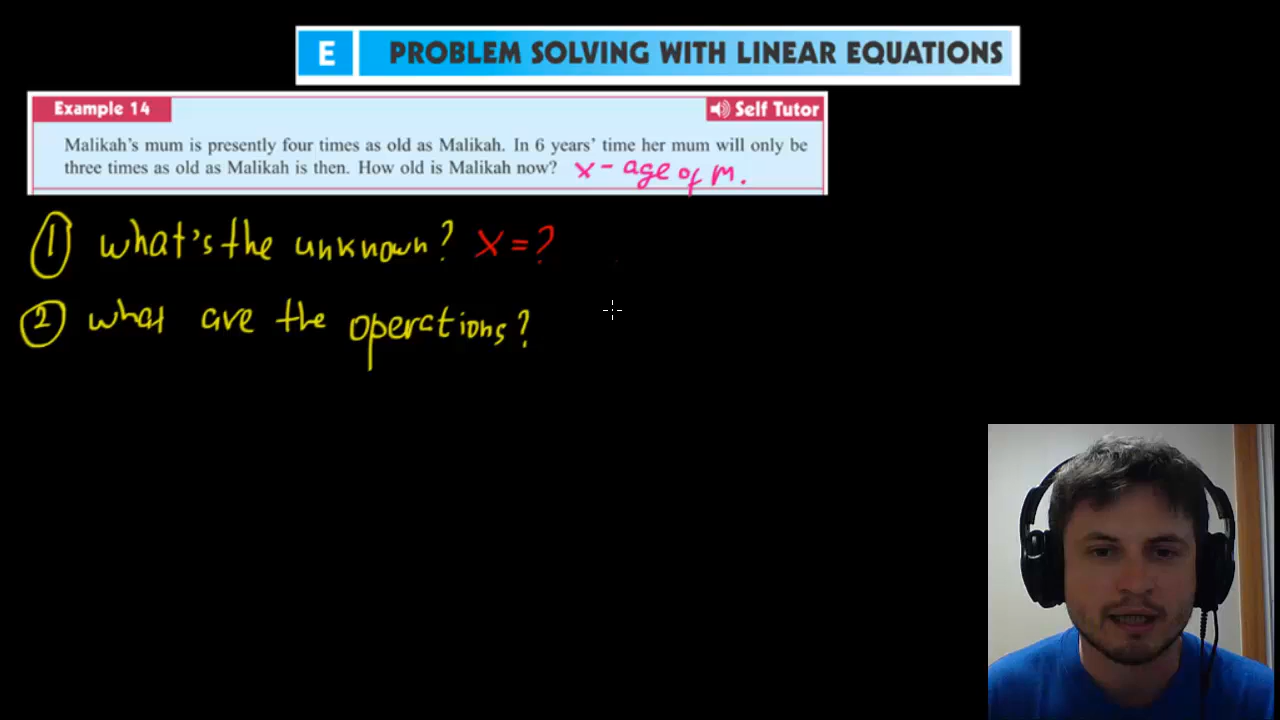 E PROBLEM SOLVING WITH LINEAR EQUATIONS
Example 14 Self Tutor
Malikah's mum is presently four times as old as Malikah. In 6 years' time her mum will only be
three times as old as Malikah is then. How old is Malikah now? x - age of M.
① what's the unknown? x = ?
② what are the operations?